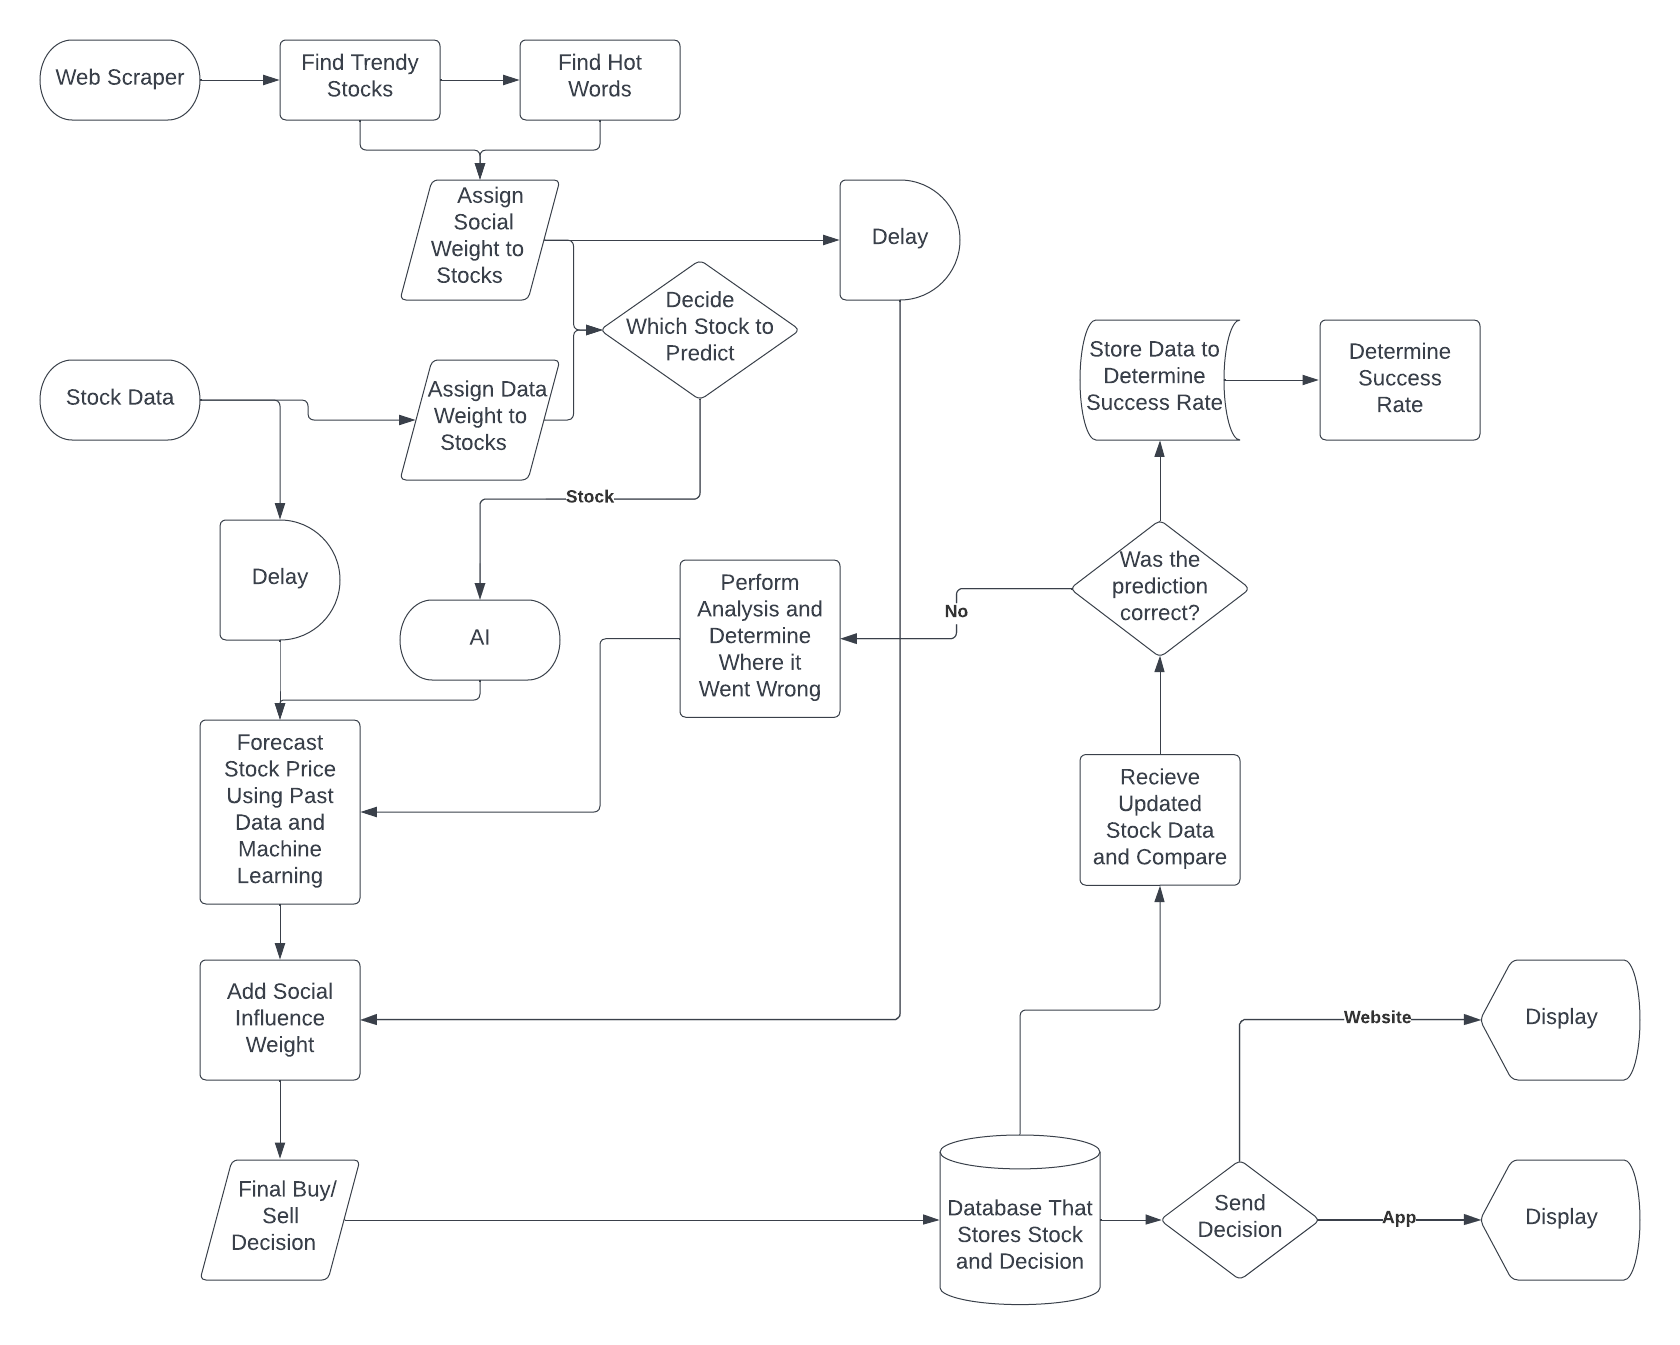 Web Scraper
Find Trendy
Stocks
Find Hot
Words
Assign
Social
Weight to
Stocks
Delay
Decide
Which Stock to
Predict
Stock Data
Assign Data
Weight to
Stocks
Store Data to
Determine
Success Rate
Determine
Success
Rate
Stock
Delay
AI
Perform
Analysis and
Determine
Where it
Went Wrong
No
Was the
prediction
correct?
Forecast
Stock Price
Using Past
Data and
Machine
Learning
Recieve
Updated
Stock Data
and Compare
Add Social
Influence
Weight
Website
Display
Final Buy/
Sell
Decision
Database That
Stores Stock
and Decision
Send
Decision
App
Display